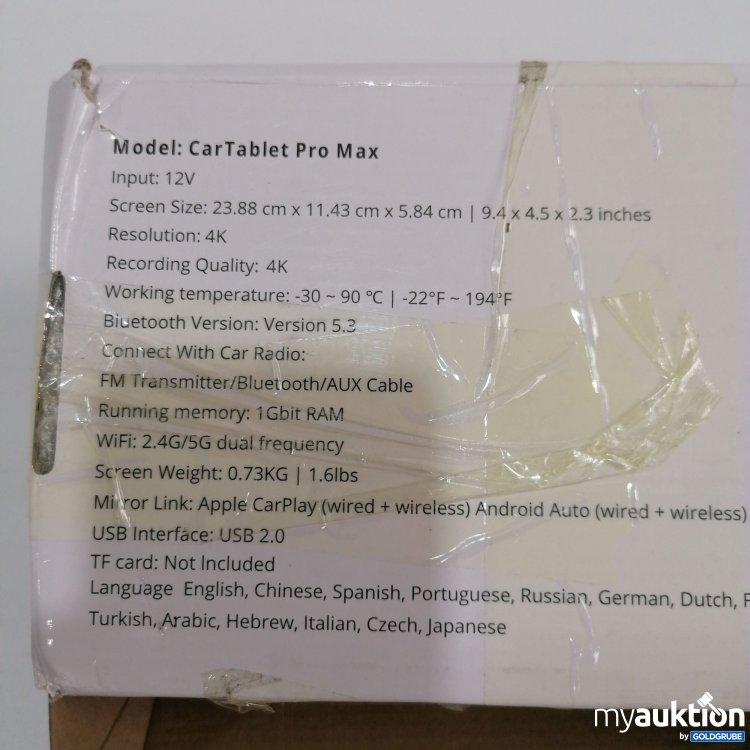 Model: CarTablet Pro Max
Input: 12V
Screen Size: 23.88 cm x 11.43 cm x 5.84 cm | 9.4 x 4.5 x 2.3 inches
Resolution: 4K
Recording Quality: 4K
Working temperature: -30 ~ 90 ℃ | -22°F ~ 194°F
Bluetooth Version: Version 5.3
Connect With Car Radio:
FM Transmitter/Bluetooth/AUX Cable
Running memory: 1Gbit RAM
WiFi: 2.4G/5G dual frequency
Screen Weight: 0.73KG | 1.6lbs
Mirror Link: Apple CarPlay (wired + wireless) Android Auto (wired + wireless)
USB Interface: USB 2.0
TF card: Not Included
Language English, Chinese, Spanish, Portuguese, Russian, German, Dutch,
Turkish, Arabic, Hebrew, Italian, Czech, Japanese
myauktion
by GOLDGRUBE